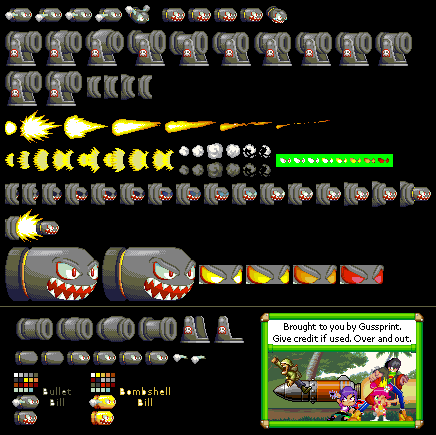 Brought to you by Gussprint.
Give credit if used. Over and out.
Bullet Bombshell
Bill Bill